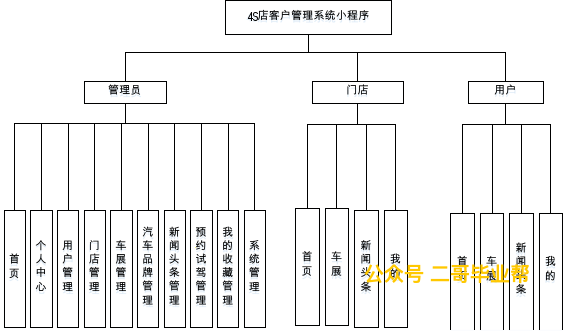 4S店客户管理系统小程序
管理员
门店
用户
首页
个人中心
用户管理
门店管理
车展管理
汽车品牌管理
新闻头条管理
预约试驾管理
我的收藏管理
系统管理
首页
车展
新闻头条
我的
首页
车展
新闻头条
我的
公众号 二哥毕业帮